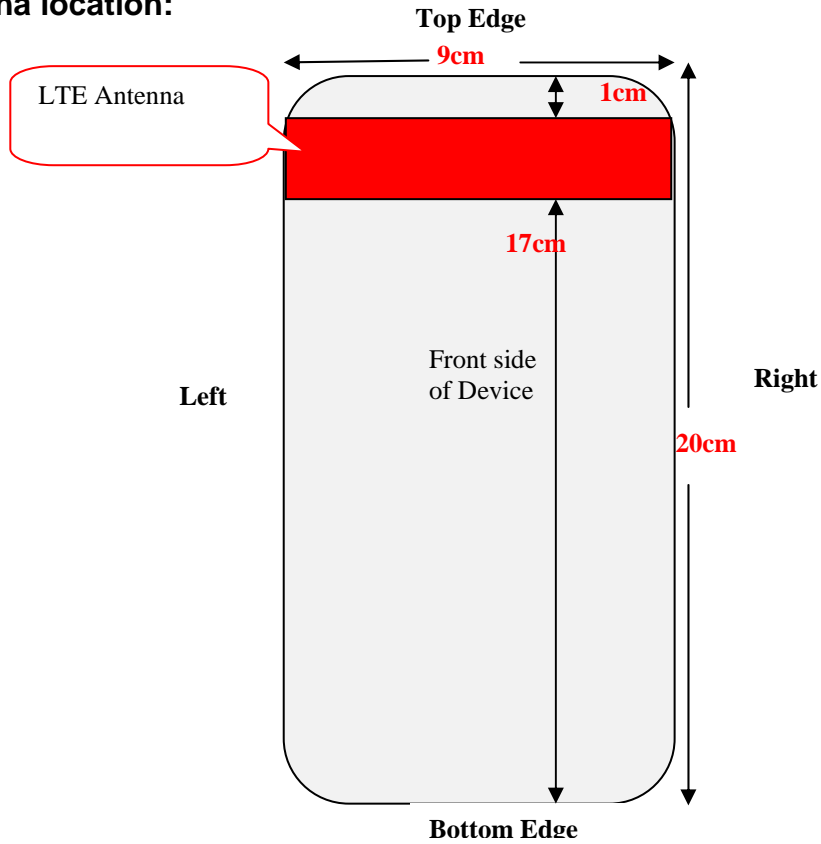 na location:
Top Edge
9cm
LTE Antenna
1cm
17cm
Front side
of Device
Right
Left
20cm
Bottom Edge